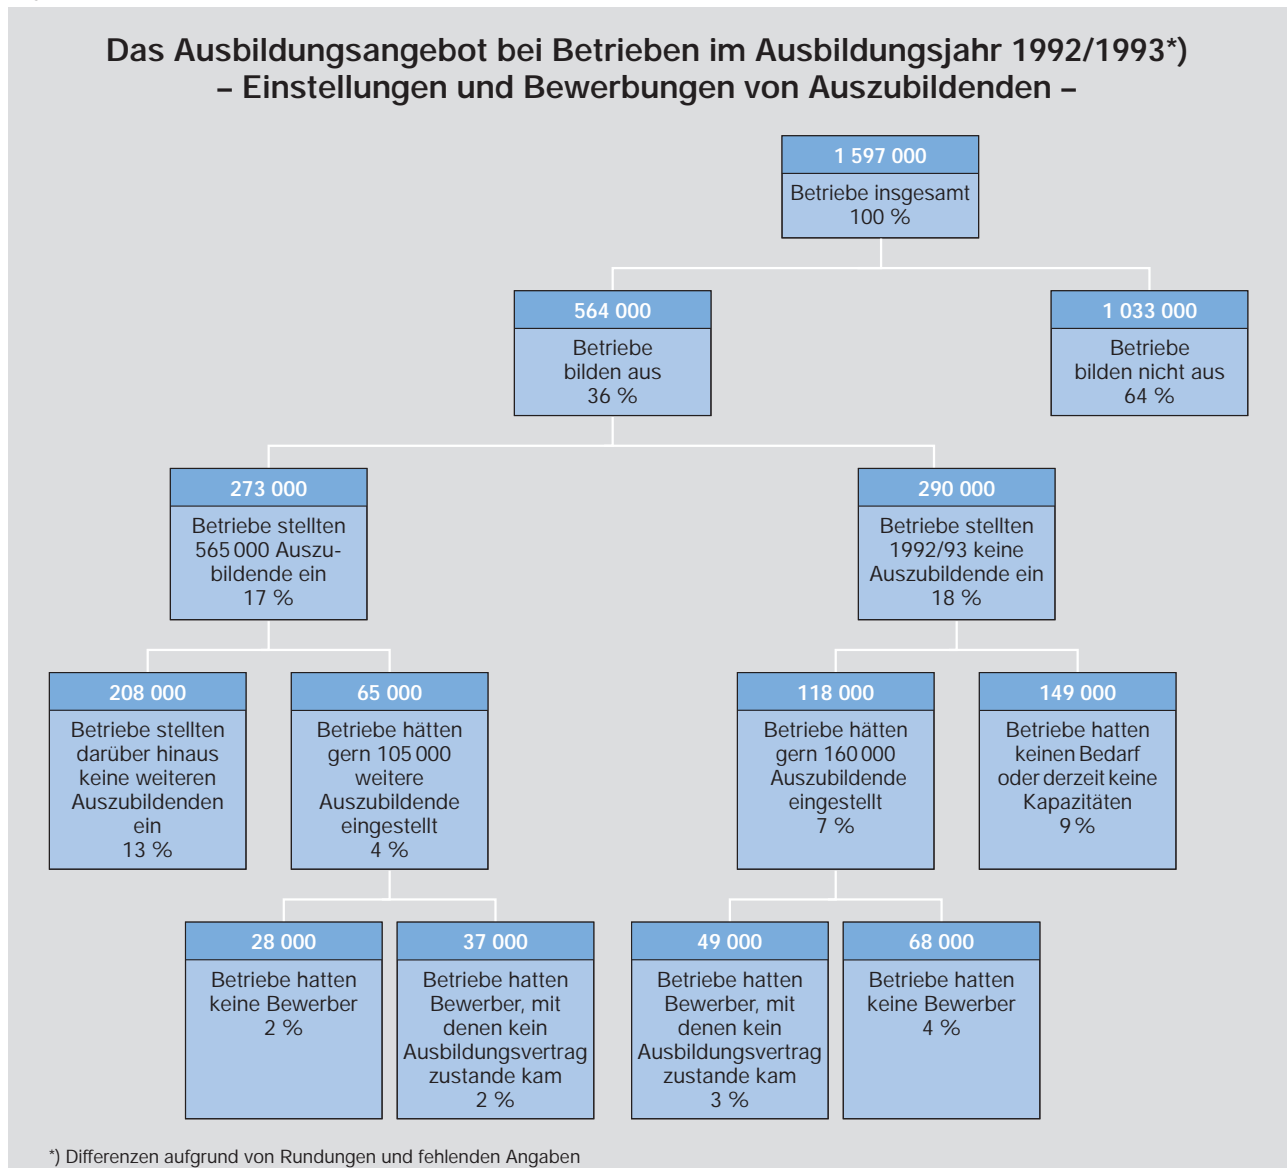 Das Ausbildungsangebot bei Betrieben im Ausbildungsjahr 1992/1993*)
– Einstellungen und Bewerbungen von Auszubildenden –
1 597 000
Betriebe insgesamt
100 %
564 000
Betriebe
bilden aus
36 %
1 033 000
Betriebe
bilden nicht aus
64 %
273 000
Betriebe stellten
565 000 Auszu-
bildende ein
17 %
290 000
Betriebe stellten
1992/93 keine
Auszubildende ein
18 %
208 000
Betriebe stellten
darüber hinaus
keine weiteren
Auszubildenden
ein
13 %
65 000
Betriebe hätten
gern 105 000
weitere
Auszubildende
eingestellt
4 %
118 000
Betriebe hätten
gern 160 000
Auszubildende
eingestellt
7 %
149 000
Betriebe hatten
keinen Bedarf
oder derzeit keine
Kapazitäten
9 %
28 000
Betriebe hatten
keine Bewerber
2 %
37 000
Betriebe hatten
Bewerber, mit
denen kein
Ausbildungsvertrag
zustande kam
2 %
49 000
Betriebe hatten
Bewerber, mit
denen kein
Ausbildungsvertrag
zustande kam
3 %
68 000
Betriebe hatten
keine Bewerber
4 %
*) Differenzen aufgrund von Rundungen und fehlenden Angaben